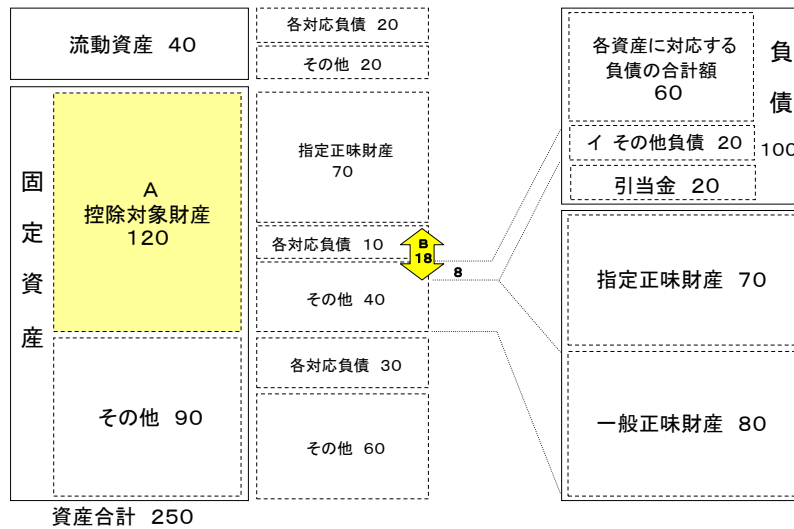 流動資産 40
固定資産
A
控除対象財産
120
その他 90
資産合計 250
各対応負債 20
その他 20
指定正味財産
70
各対応負債 10
その他 40
B
18
8
各対応負債 30
その他 60
各資産に対応する
負債の合計額
60
イ その他負債 20
引当金 20
負債
100
指定正味財産 70
一般正味財産 80